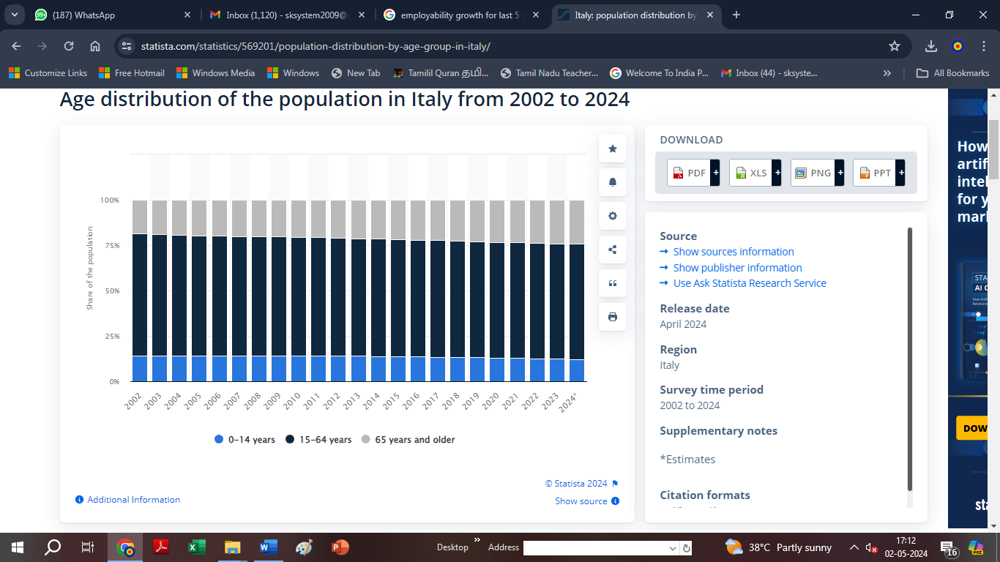 99+
(187) WhatsApp
Inbox (1,120) - sksystem2009@
employability growth for last 5
Italy: population distribution by
statista.com/statistics/569201/population-distribution-by-age-group-in-italy/
Customize Links
Free Hotmail
Windows Media
Windows
New Tab
Tamilil Quran தமி...
Tamil Nadu Teacher...
Welcome To India P...
Inbox (44) - sksyste...
All Bookmarks
Age distribution of the population in Italy from 2002 to 2024
Share of the population
100%
75%
50%
25%
0%
2002
2003
2004
2005
2006
2007
2008
2009
2010
2011
2012
2013
2014
2015
2016
2017
2018
2019
2020
2021
2022
2023
2024*
0-14 years
15-64 years
65 years and older
© Statista 2024
Additional Information
Show source
DOWNLOAD
PDF +
XLS +
PNG +
PPT +
Source
Show sources information
Show publisher information
Use Ask Statista Research Service
Release date
April 2024
Region
Italy
Survey time period
2002 to 2024
Supplementary notes
*Estimates
Citation formats
How
artif
intel
for y
mark
STA
AI C
DOW
sta
Desktop
Address
38°C Partly sunny
17:12
02-05-2024
16
PRE